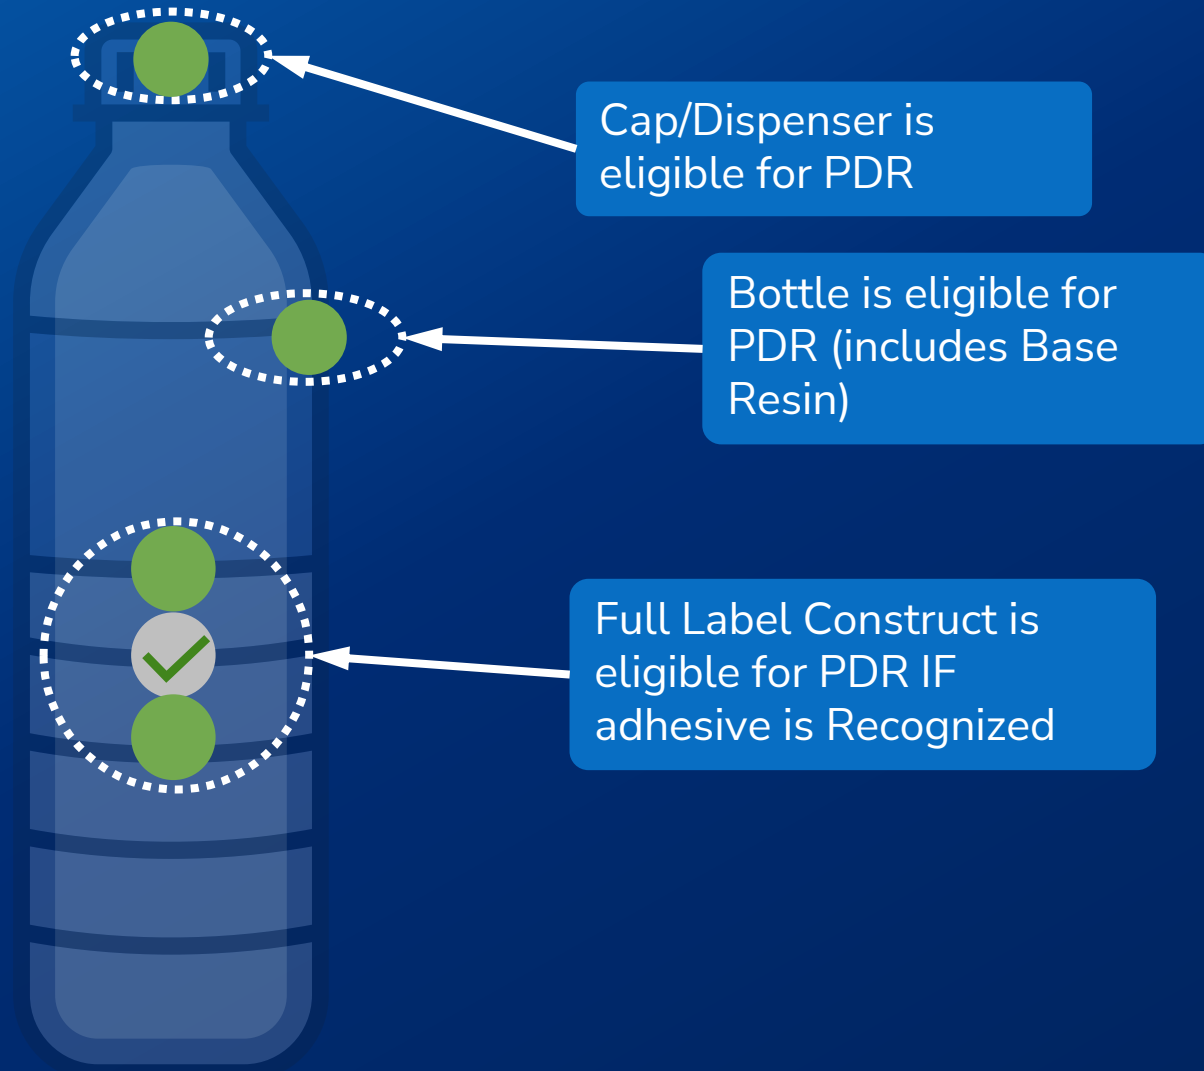 Cap/Dispenser is
eligible for PDR
Bottle is eligible for
PDR (includes Base
Resin)
Full Label Construct is
eligible for PDR IF
adhesive is Recognized